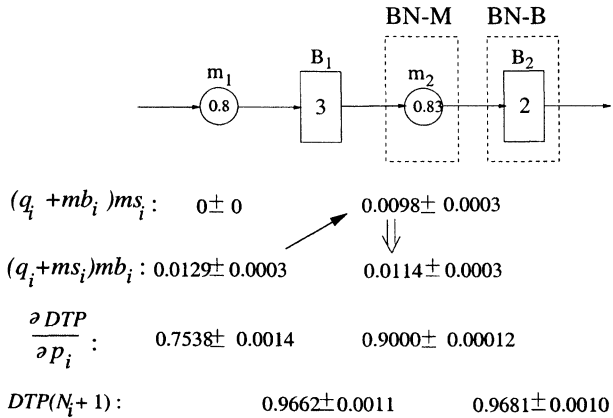 BN-M BN-B
m₁ B₁ m₂ B₂
0.8 3 0.83 2
(qᵢ +mbᵢ)msᵢ: 0± 0 0.0098± 0.0003
(qᵢ+msᵢ)mbᵢ: 0.0129± 0.0003 0.0114± 0.0003
∂DTP/∂pᵢ: 0.7538± 0.0014 0.9000± 0.00012
DTP(Nᵢ+1): 0.9662±0.0011 0.9681±0.0010